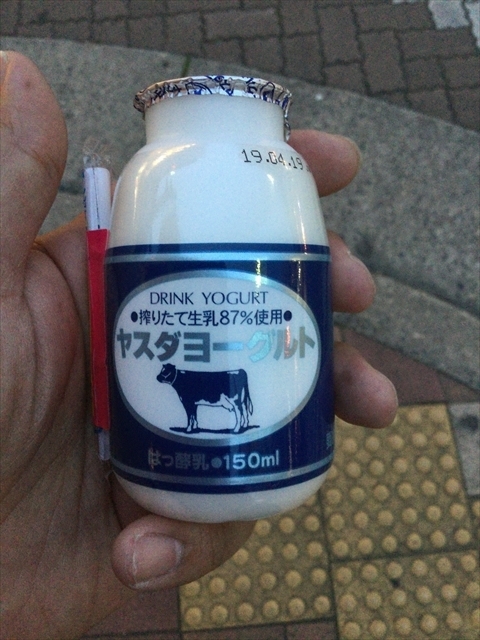 19.04.19
DRINK YOGURT
●搾りたて生乳87%使用●
ヤスダヨーグルト
はっ酵乳●150ml